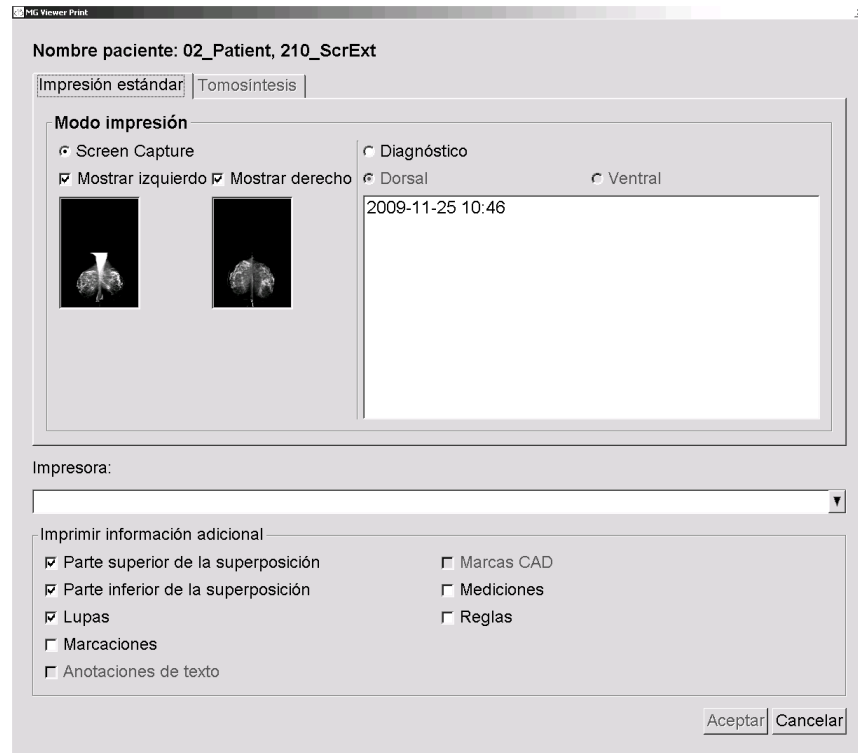 MG Viewer Print
Nombre paciente: 02_Patient, 210_ScrExt
Impresión estándar Tomosíntesis
Modo impresión
Screen Capture Diagnóstico
Mostrar izquierdo Mostrar derecho Dorsal Ventral
2009-11-25 10:46
Impresora:
Imprimir información adicional
Parte superior de la superposición Marcas CAD
Parte inferior de la superposición Mediciones
Lupas Reglas
Marcaciones
Anotaciones de texto
Aceptar Cancelar